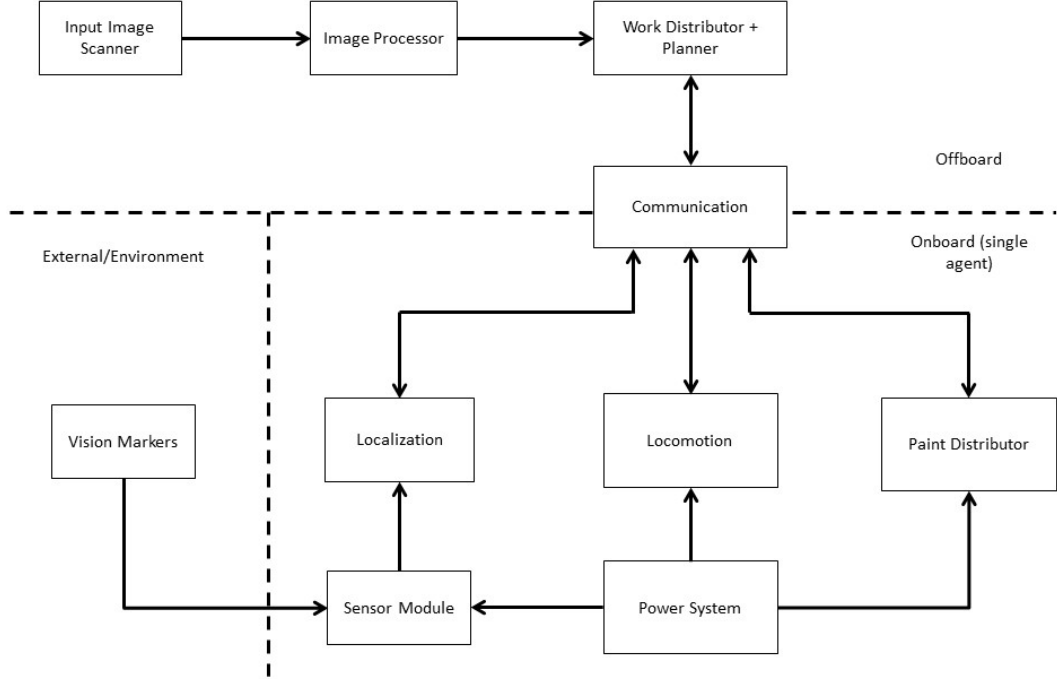 Input Image
Scanner
Image Processor
Work Distributor +
Planner
Offboard
Communication
External/Environment
Onboard (single
agent)
Vision Markers
Localization
Locomotion
Paint Distributor
Sensor Module
Power System